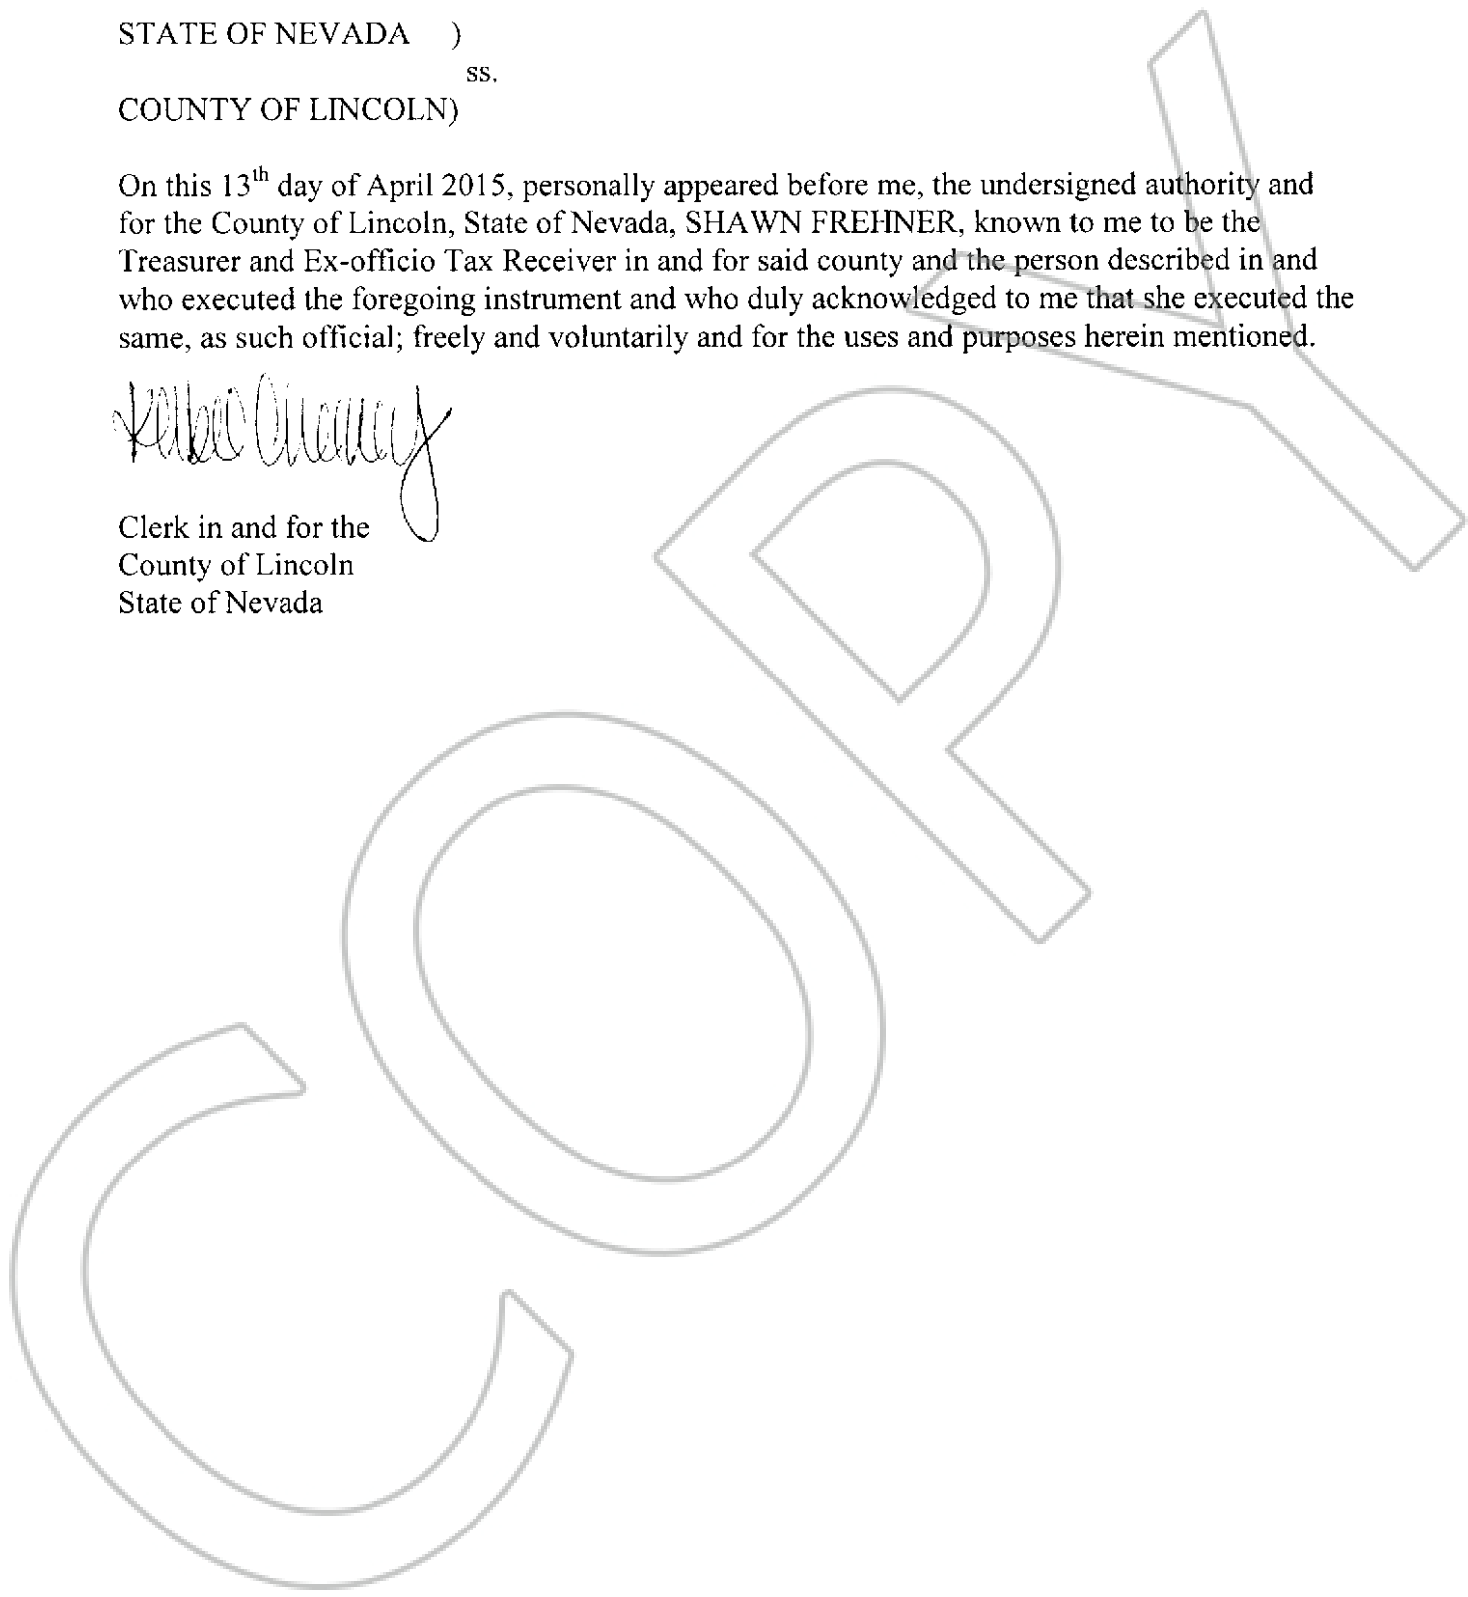 STATE OF NEVADA )
ss.
COUNTY OF LINCOLN)
On this 13th day of April 2015, personally appeared before me, the undersigned authority and
for the County of Lincoln, State of Nevada, SHAWN FREHNER, known to me to be the
Treasurer and Ex-officio Tax Receiver in and for said county and the person described in and
who executed the foregoing instrument and who duly acknowledged to me that she executed the
same, as such official; freely and voluntarily and for the uses and purposes herein mentioned.
Clerk in and for the
County of Lincoln
State of Nevada
COPY